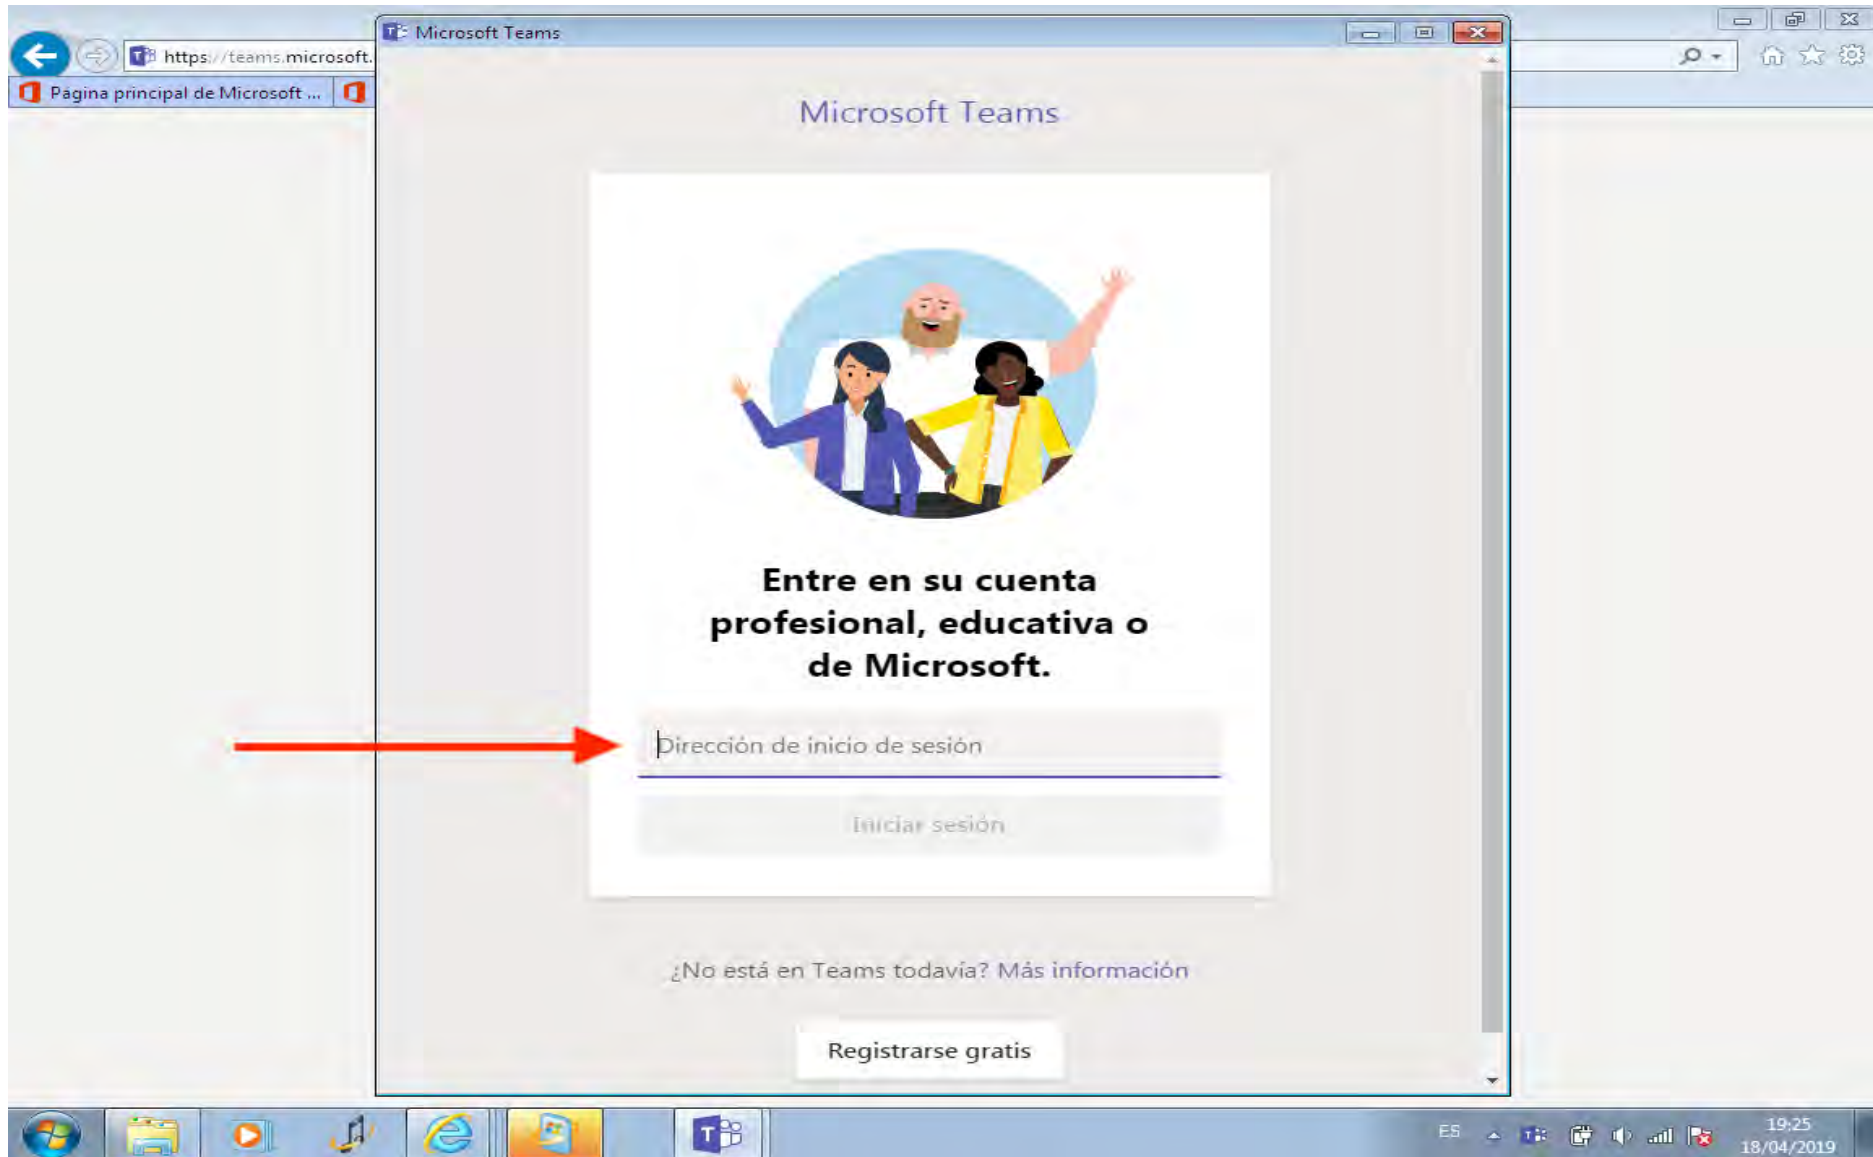 Microsoft Teams
https://teams.microsoft.
Pagina principal de Microsoft ...
Microsoft Teams
Entre en su cuenta
profesional, educativa o
de Microsoft.
Dirección de inicio de sesión
Iniciar sesión
¿No está en Teams todavía? Más información
Registrarse gratis
ES
19:25
18/04/2019